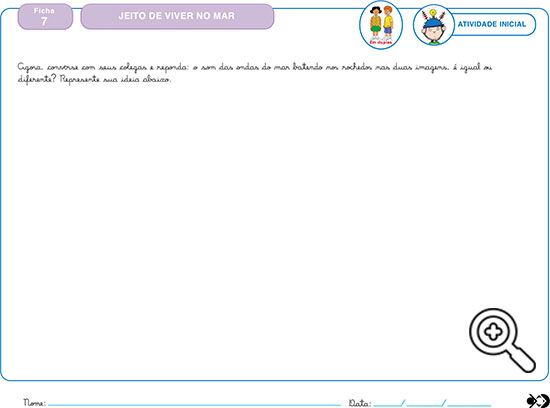 Ficha
7
JEITO DE VIVER NO MAR
Em duplas
ATIVIDADE INICIAL
Agora, converse com seus colegas e reponda: o som das ondas do mar batendo nos rochedos nas duas imagens, é igual ou
diferente? Represente sua ideia abaixo.
Nome:
Data: / /